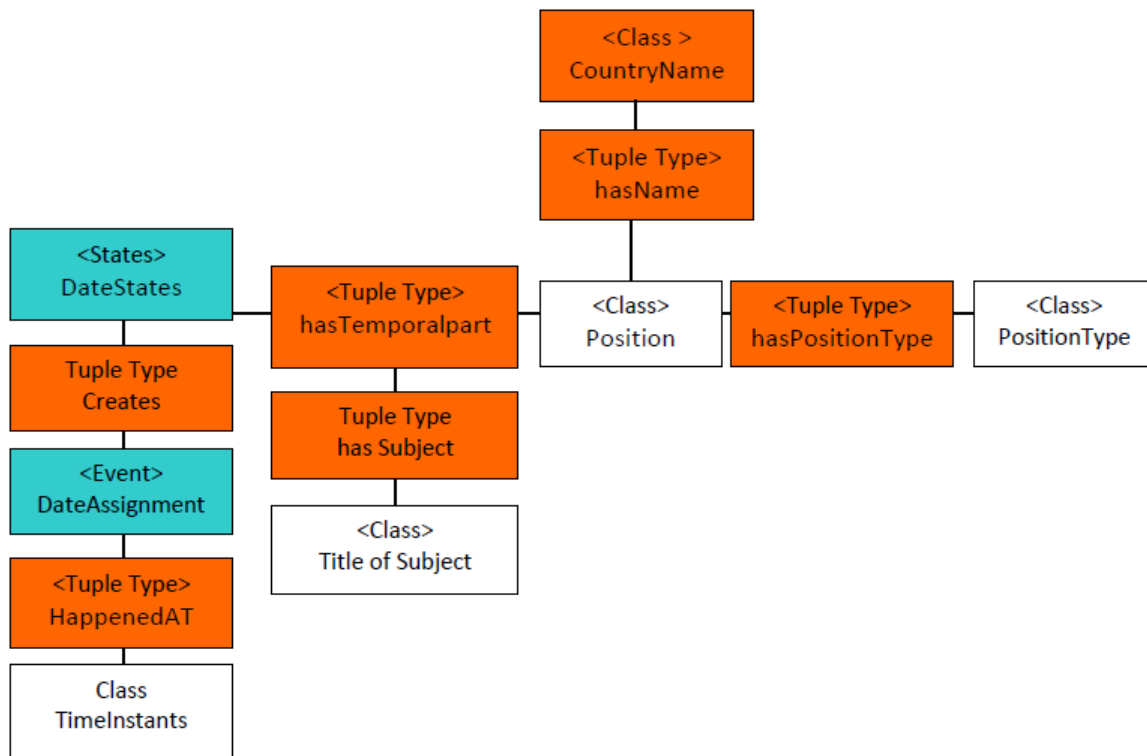 <Class >
CountryName
<Tuple Type>
hasName
<States>
DateStates
<Tuple Type>
hasTemporalpart
<Class>
Position
<Tuple Type>
hasPositionType
<Class>
PositionType
Tuple Type
Creates
Tuple Type
has Subject
<Event>
DateAssignment
<Class>
Title of Subject
<Tuple Type>
HappenedAT
Class
TimeInstants